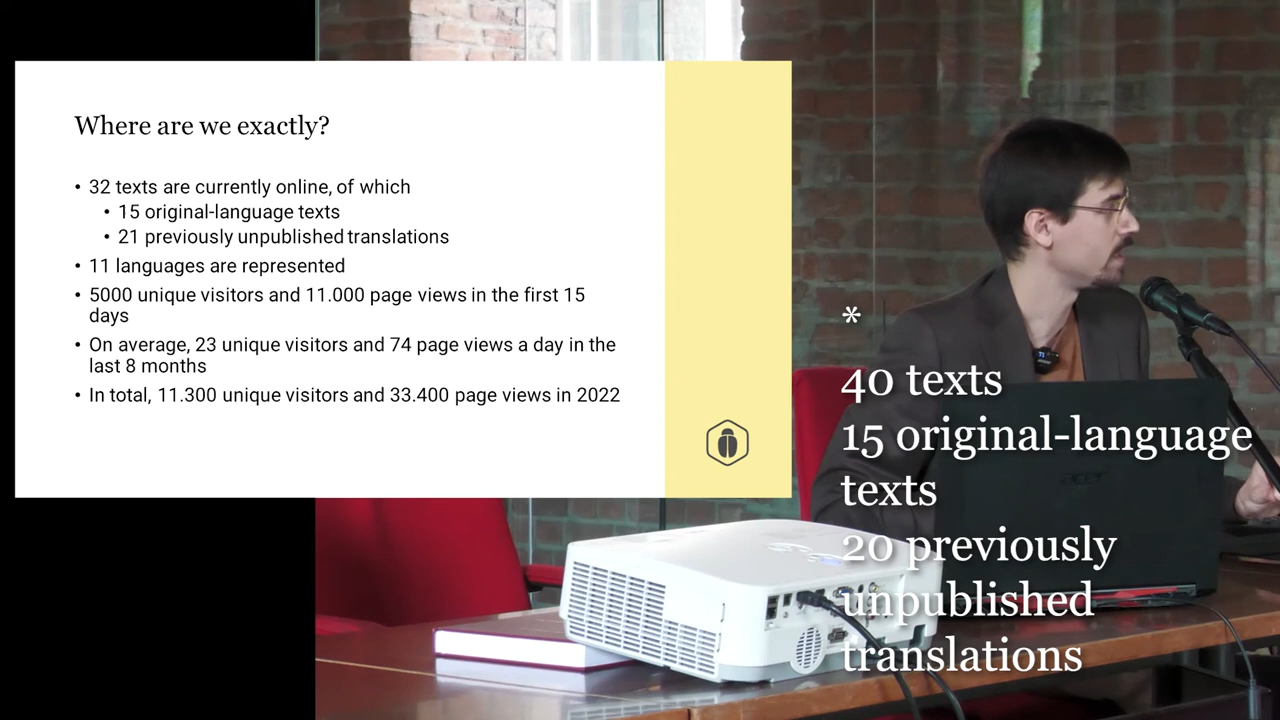 Where are we exactly?
• 32 texts are currently online, of which
• 15 original-language texts
• 21 previously unpublished translations
• 11 languages are represented
• 5000 unique visitors and 11.000 page views in the first 15
days
• On average, 23 unique visitors and 74 page views a day in the
last 8 months
• In total, 11.300 unique visitors and 33.400 page views in 2022
*
40 texts
15 original-language
texts
20 previously
unpublished
translations
acer